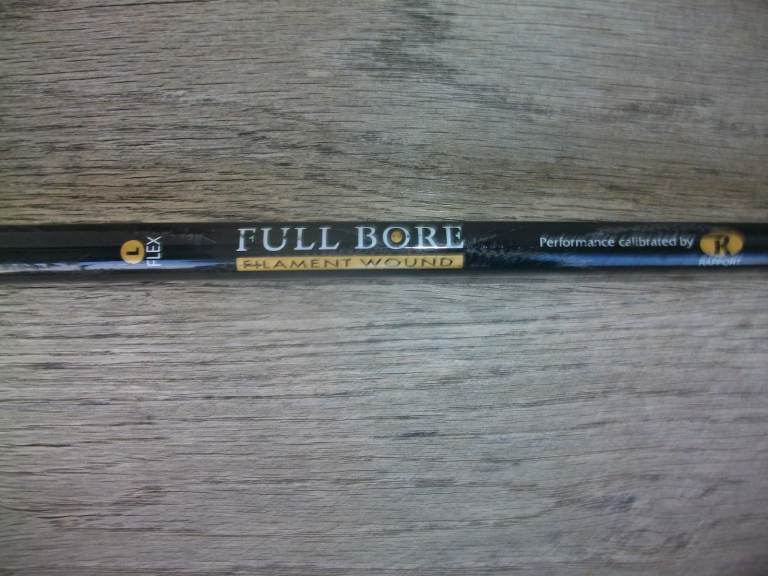 L
FLEX
FULL BORE
FILAMENT WOUND
Performance calibrated by
R
RAPPORT